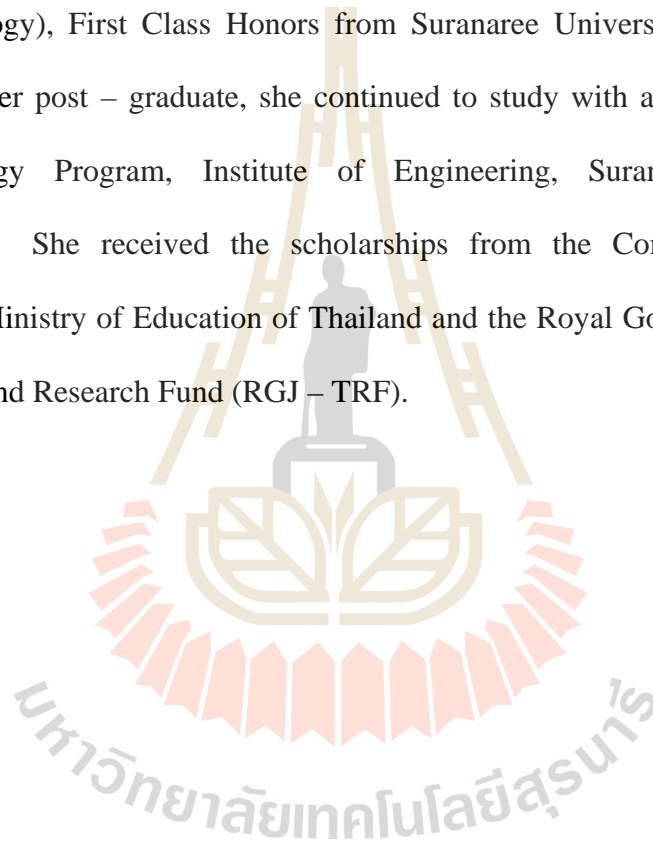 ogy), First Class Honors from Suranaree Univers
er post – graduate, she continued to study with a
gy Program, Institute of Engineering, Suran
She received the scholarships from the Cor
Ministry of Education of Thailand and the Royal Go
nd Research Fund (RGJ – TRF).
มหาวิทยาลัยเทคโนโลยีสุรนารี